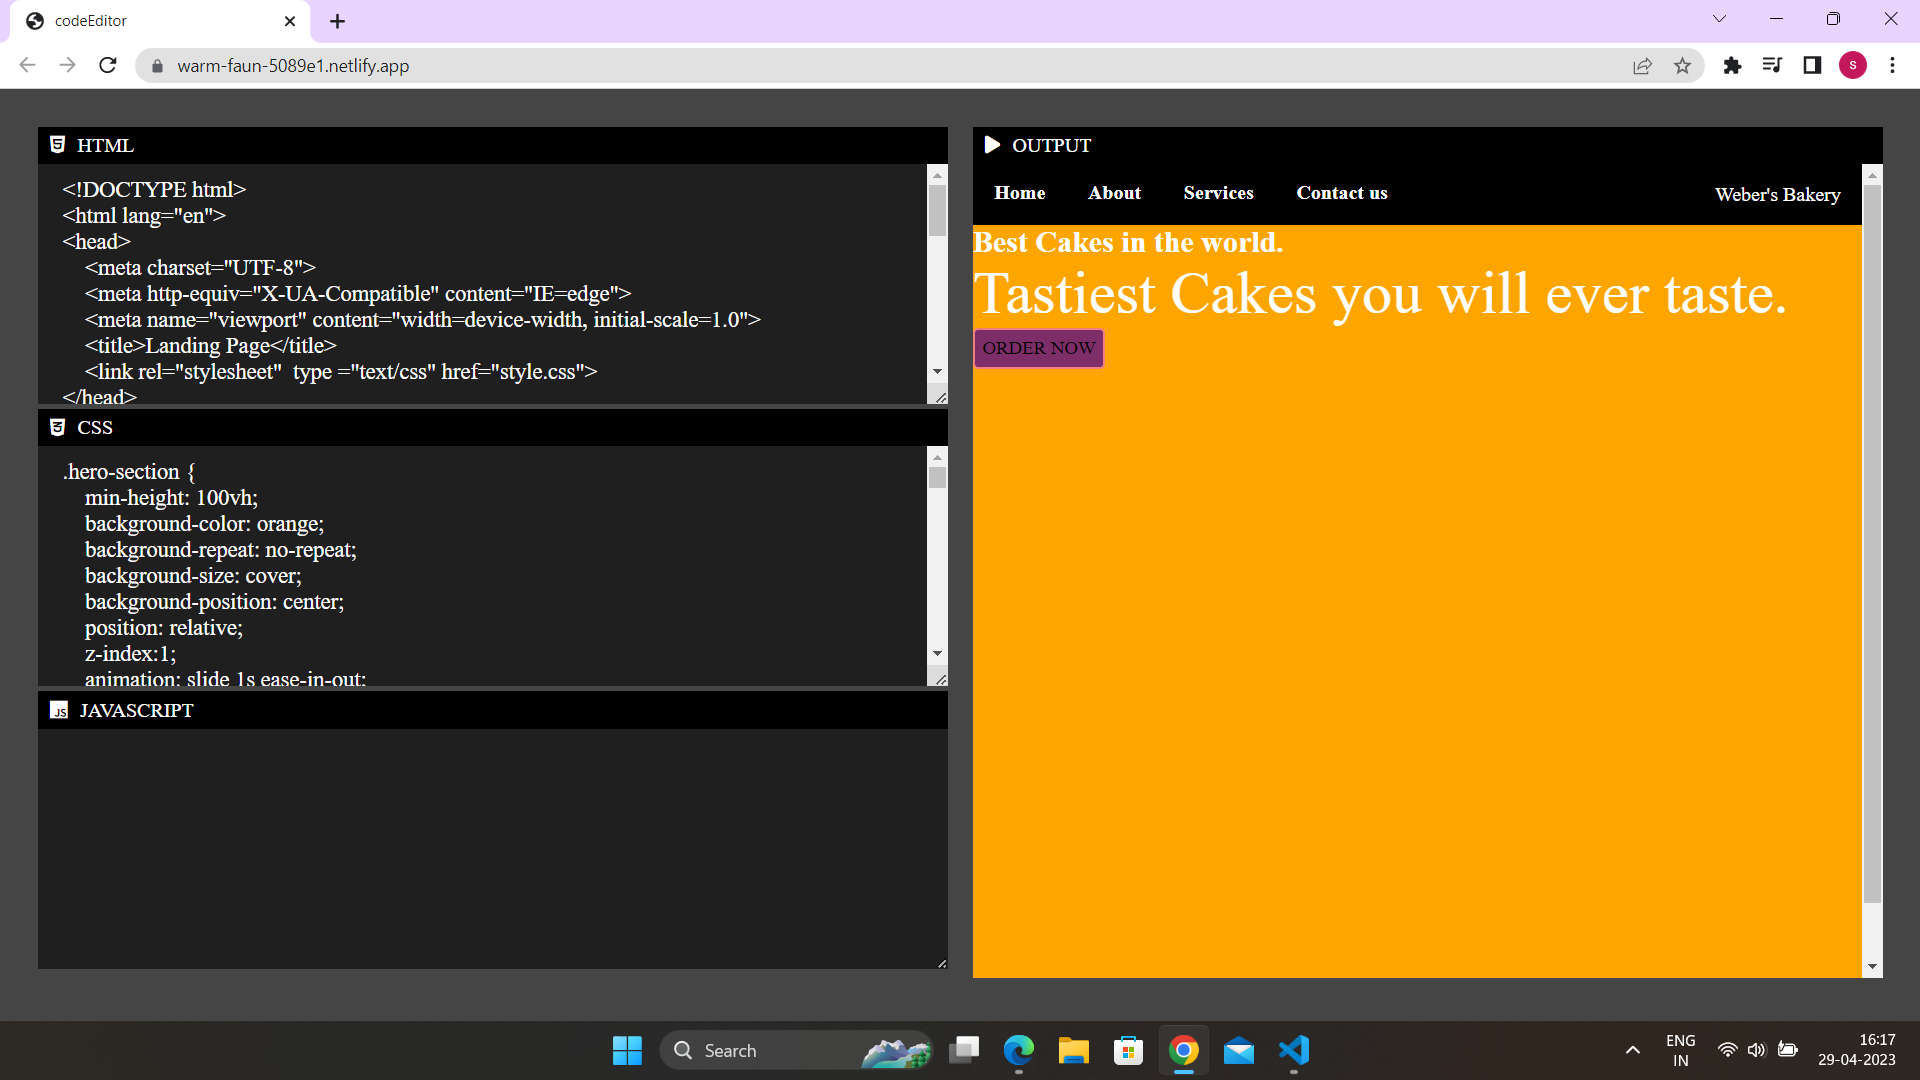 codeEditor
warm-faun-5089e1.netlify.app
S
HTML
<!DOCTYPE html>
<html lang="en">
<head>
    <meta charset="UTF-8">
    <meta http-equiv="X-UA-Compatible" content="IE=edge">
    <meta name="viewport" content="width=device-width, initial-scale=1.0">
    <title>Landing Page</title>
    <link rel="stylesheet"  type ="text/css" href="style.css">
</head>
CSS
.hero-section {
    min-height: 100vh;
    background-color: orange;
    background-repeat: no-repeat;
    background-size: cover;
    background-position: center;
    position: relative;
    z-index:1;
    animation: slide 1s ease-in-out;
JS JAVASCRIPT
OUTPUT
Home About Services Contact us Weber's Bakery
Best Cakes in the world.
Tastiest Cakes you will ever taste.
ORDER NOW
Search
ENG
IN
16:17
29-04-2023